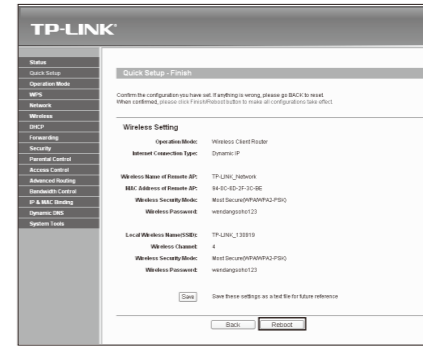 TP-LINK
Status
Quick Setup
Operation Mode
WPS
Network
Wireless
DHCP
Forwarding
Security
Parental Control
Access Control
Advanced Routing
Bandwidth Control
IP & MAC Binding
Dynamic DNS
System Tools
Quick Setup - Finish
Confirm the configuration you have set. If anything is wrong, please go BACK to reset.
When confirmed, please click Finish/Reboot button to make all configurations take effect.
Wireless Setting
Operation Mode: Wireless Client Router
Internet Connection Type: Dynamic IP
Wireless Name of Remote AP: TP-LINK_Network
MAC Address of Remote AP:
Wireless Security Mode: Most Secure(WPA/WPA2-PSK)
Wireless Password: wendangsoho123
Local Wireless Name(SSID): TP-LINK_130819
Wireless Channel: 4
Wireless Security Mode: Most Secure(WPA/WPA2-PSK)
Wireless Password: wendangsoho123
Save Save these settings as a text file for future reference
Back Reboot